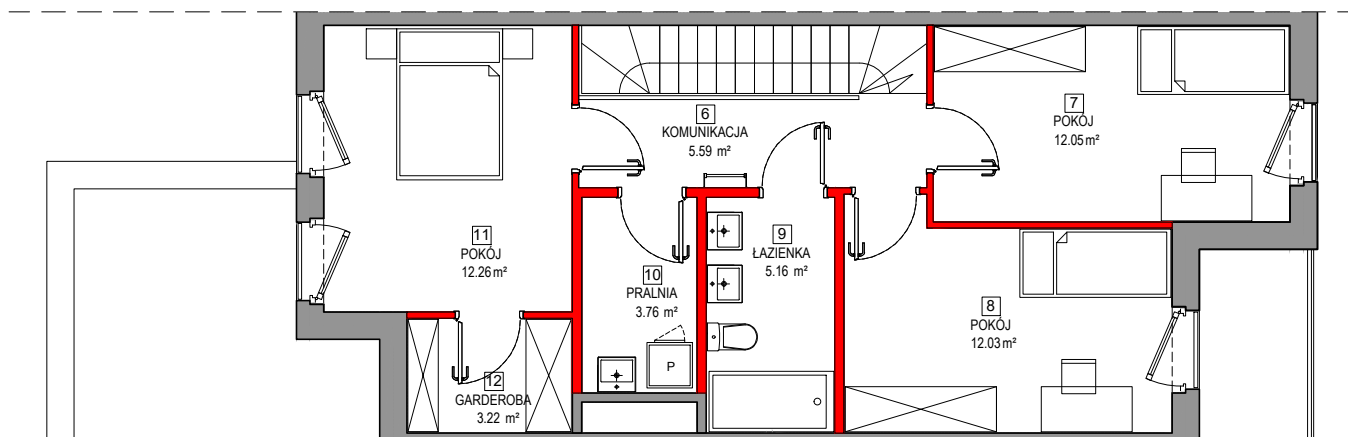 6
KOMUNIKACJA
5.59 m²
7
POKÓJ
12.05 m²
11
POKÓJ
12.26 m²
9
ŁAZIENKA
5.16 m²
10
PRALNIA
3.76 m²
8
POKÓJ
12.03 m²
P
12
GARDEROBA
3.22 m²